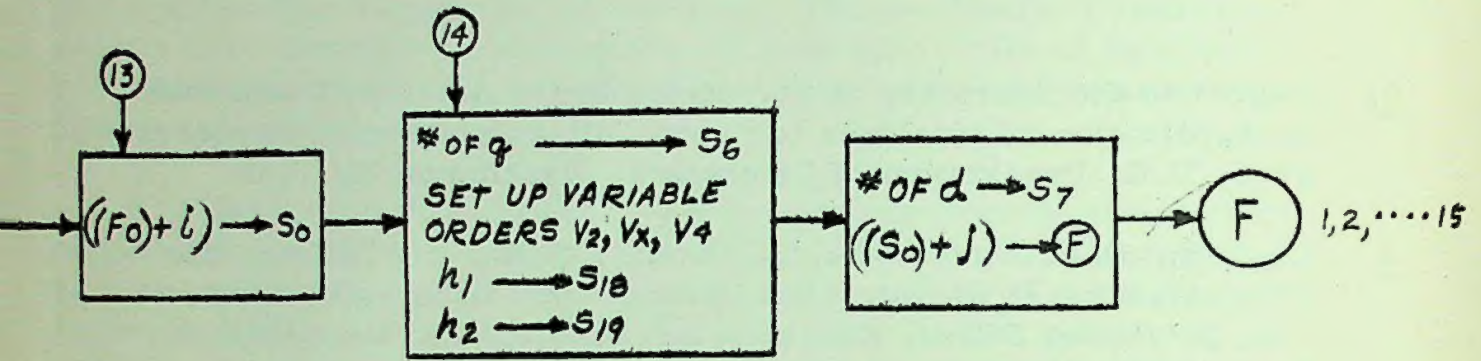 13
14
((F0)+i) → S0
# OF q → S6
SET UP VARIABLE
ORDERS V2, VX, V4
h1 → S18
h2 → S19
# OF d → S7
((S0)+j) → F
F 1,2,....15